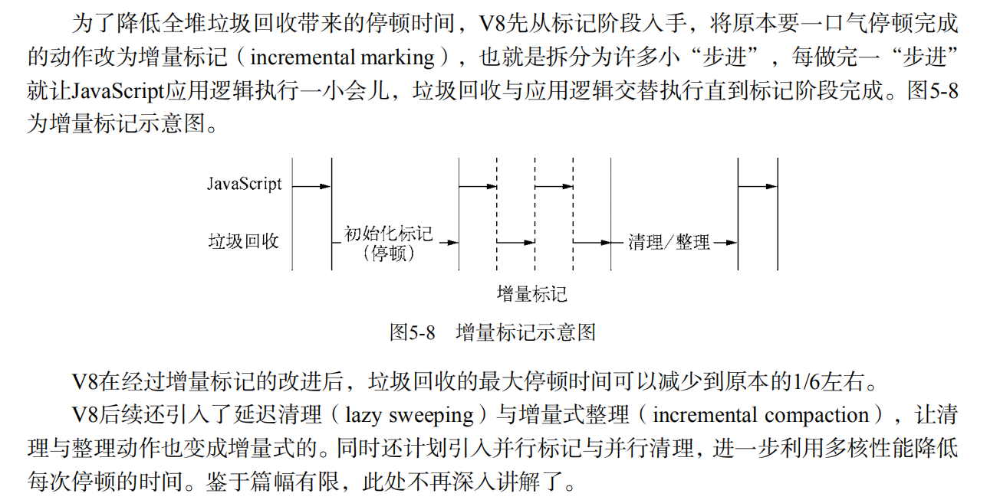 为了降低全堆垃圾回收带来的停顿时间，V8先从标记阶段入手，将原本要一口气停顿完成
的动作改为增量标记（incremental marking），也就是拆分为许多小“步进”，每做完一“步进”
就让JavaScript应用逻辑执行一小会儿，垃圾回收与应用逻辑交替执行直到标记阶段完成。图5-8
为增量标记示意图。
JavaScript
垃圾回收
初始化标记
（停顿）
清理/整理
增量标记
图5-8 增量标记示意图
V8在经过增量标记的改进后，垃圾回收的最大停顿时间可以减少到原本的1/6左右。
V8后续还引入了延迟清理（lazy sweeping）与增量式整理（incremental compaction），让清
理与整理动作也变成增量式的。同时还计划引入并行标记与并行清理，进一步利用多核性能降低
每次停顿的时间。鉴于篇幅有限，此处不再深入讲解了。